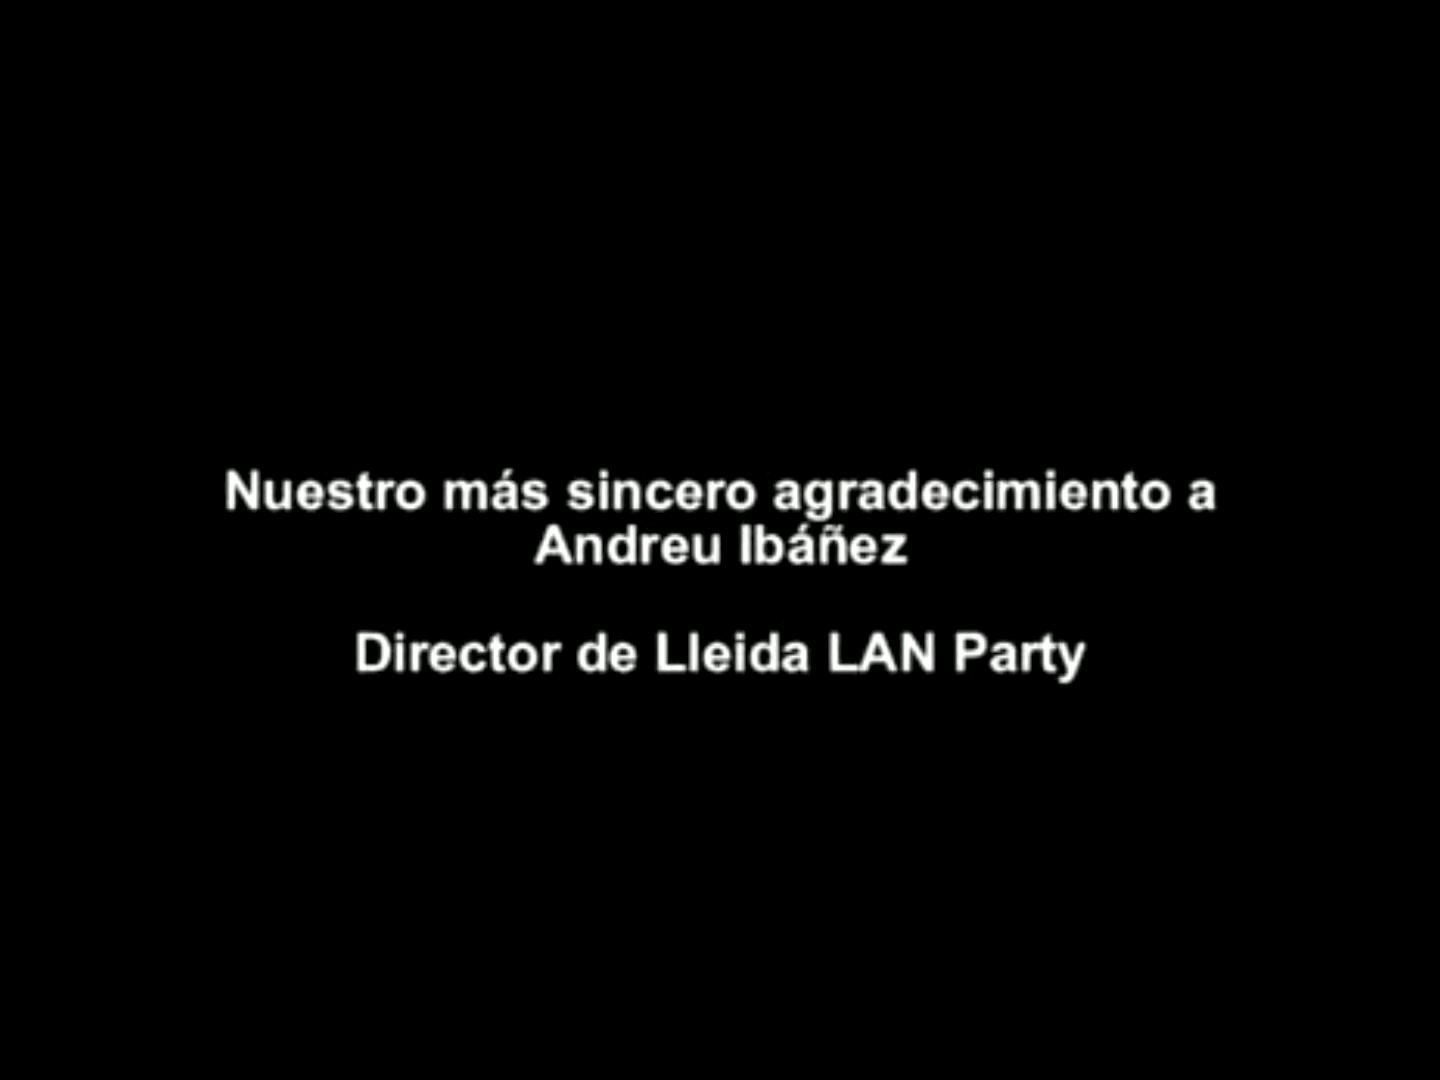 Nuestro más sincero agradecimiento a
Andreu Ibáñez
Director de Lleida LAN Party